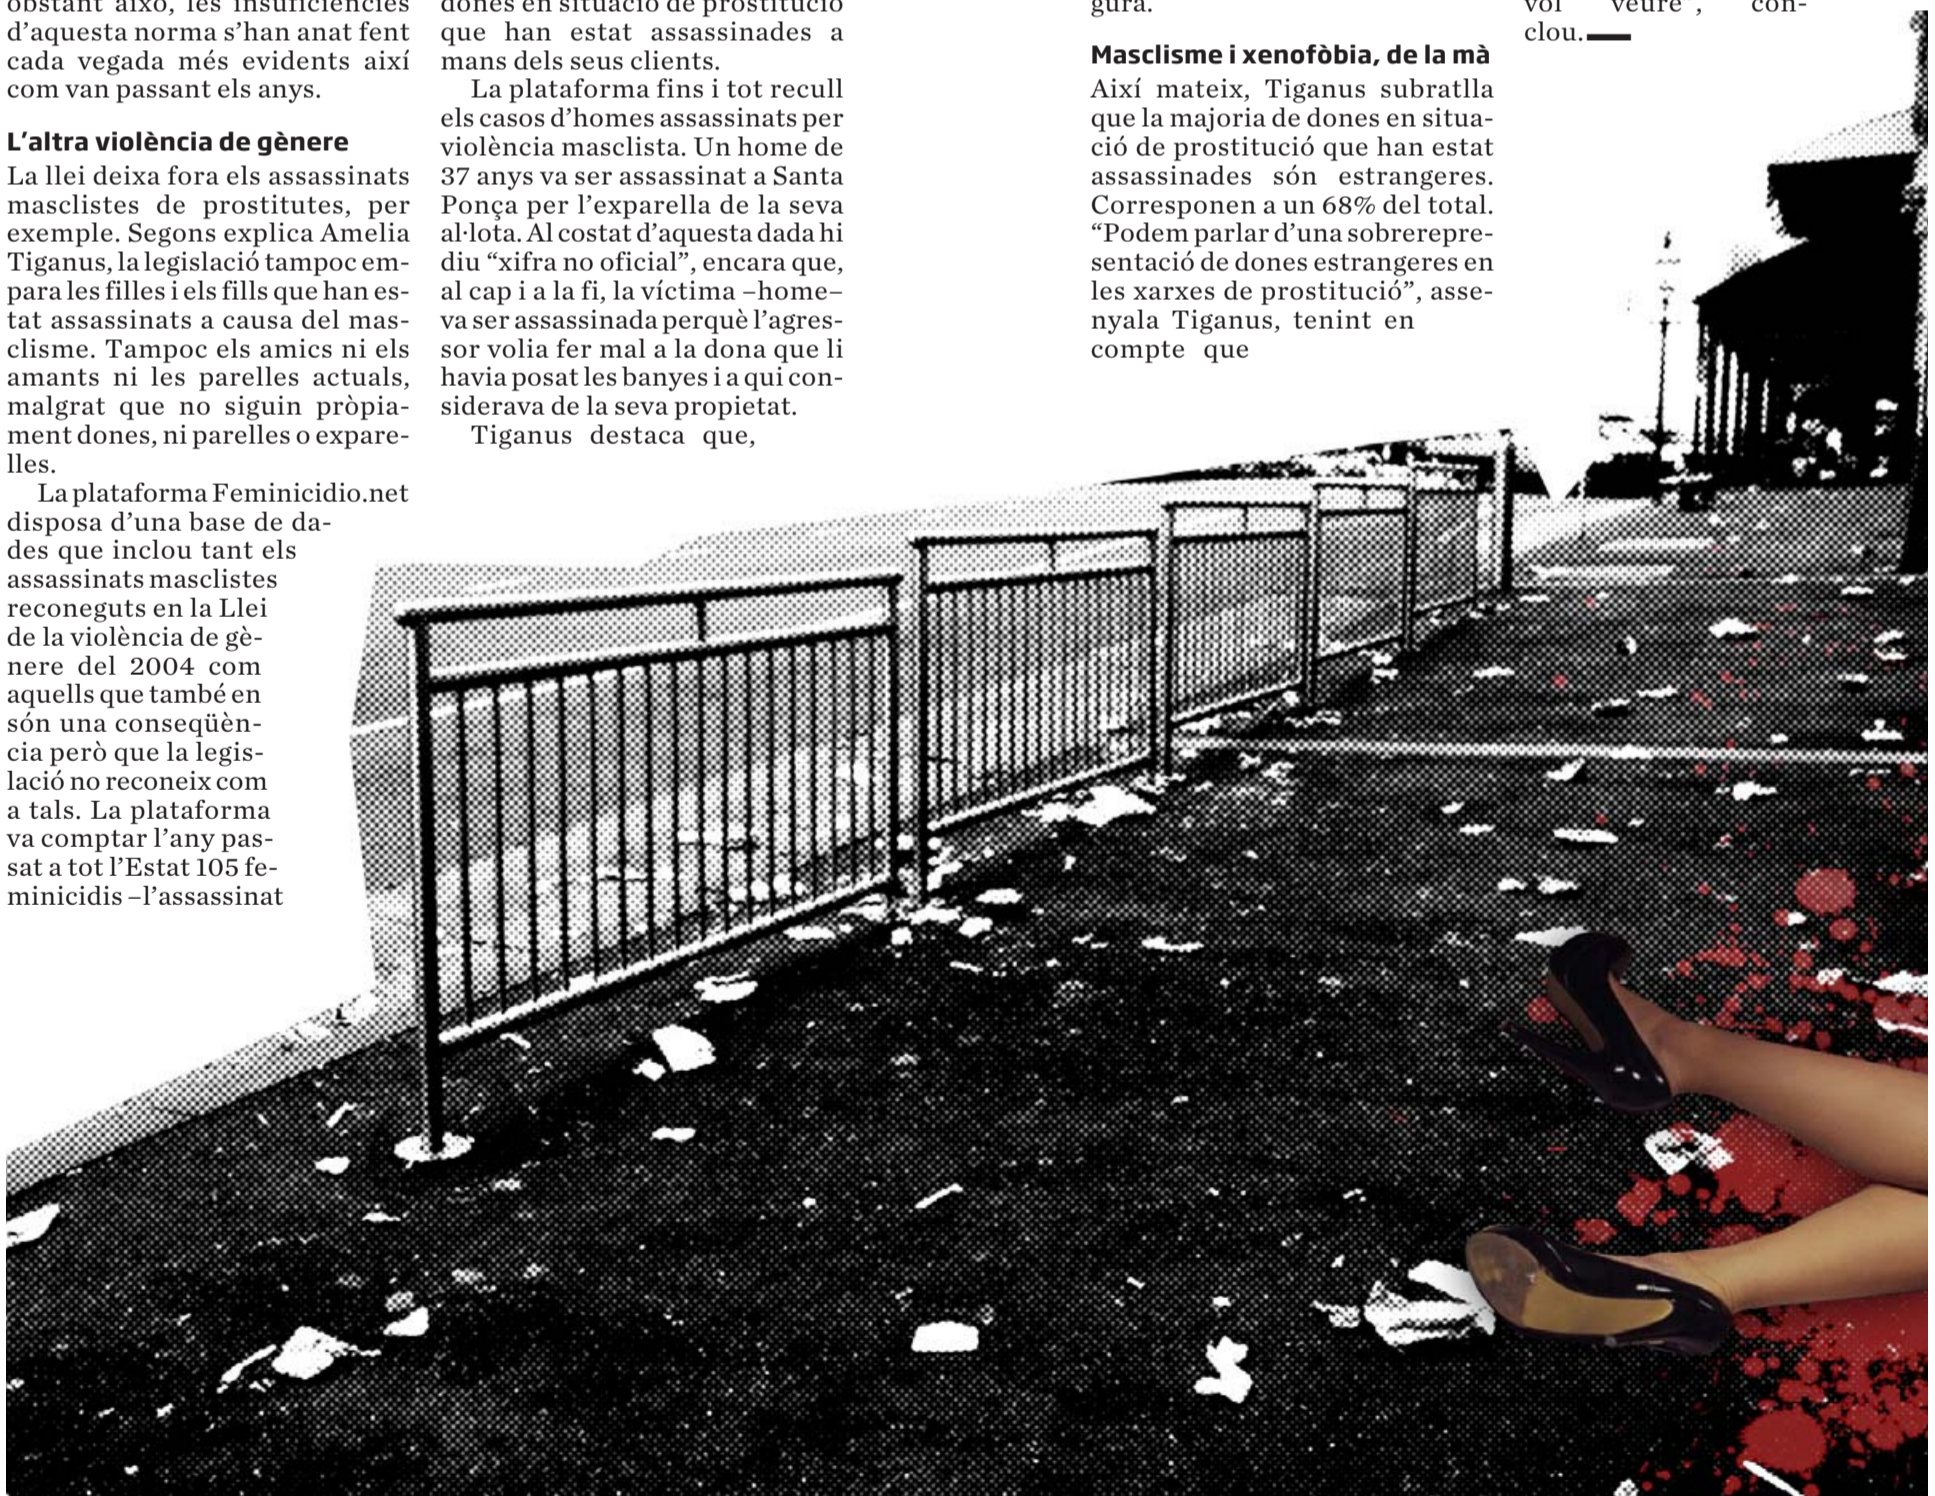 obstant això, les insuficiències
d'aquesta norma s'han anat fent
cada vegada més evidents així
com van passant els anys.
L'altra violència de gènere
La llei deixa fora els assassinats
masclistes de prostitutes, per
exemple. Segons explica Amelia
Tiganus, la legislació tampoc em-
para les filles i els fills que han es-
tat assassinats a causa del mas-
clisme. Tampoc els amics ni els
amants ni les parelles actuals,
malgrat que no siguin pròpia-
ment dones, ni parelles o expare-
lles.
La plataforma Feminicidio.net
disposa d'una base de da-
des que inclou tant els
assassinats masclistes
reconeguts en la Llei
de la violència de gè-
nere del 2004 com
aquells que també en
són una conseqüèn-
cia però que la legis-
lació no reconeix com
a tals. La plataforma
va comptar l'any pas-
sat a tot l'Estat 105 fe-
minicidis –l'assassinat
dones en situació de prostitució
que han estat assassinades a
mans dels seus clients.
La plataforma fins i tot recull
els casos d'homes assassinats per
violència masclista. Un home de
37 anys va ser assassinat a Santa
Ponça per l'exparella de la seva
al·lota. Al costat d'aquesta dada hi
diu “xifra no oficial”, encara que,
al cap i a la fi, la víctima –home–
va ser assassinada perquè l'agres-
sor volia fer mal a la dona que li
havia posat les banyes i a qui con-
siderava de la seva propietat.
Tiganus destaca que,
gura.
Masclisme i xenofòbia, de la mà
Així mateix, Tiganus subratlla
que la majoria de dones en situa-
ció de prostitució que han estat
assassinades són estrangeres.
Corresponen a un 68% del total.
“Podem parlar d'una sobrerepre-
sentació de dones estrangeres en
les xarxes de prostitució”, asse-
nyala Tiganus, tenint en
compte que
vol veure”, con-
clou.